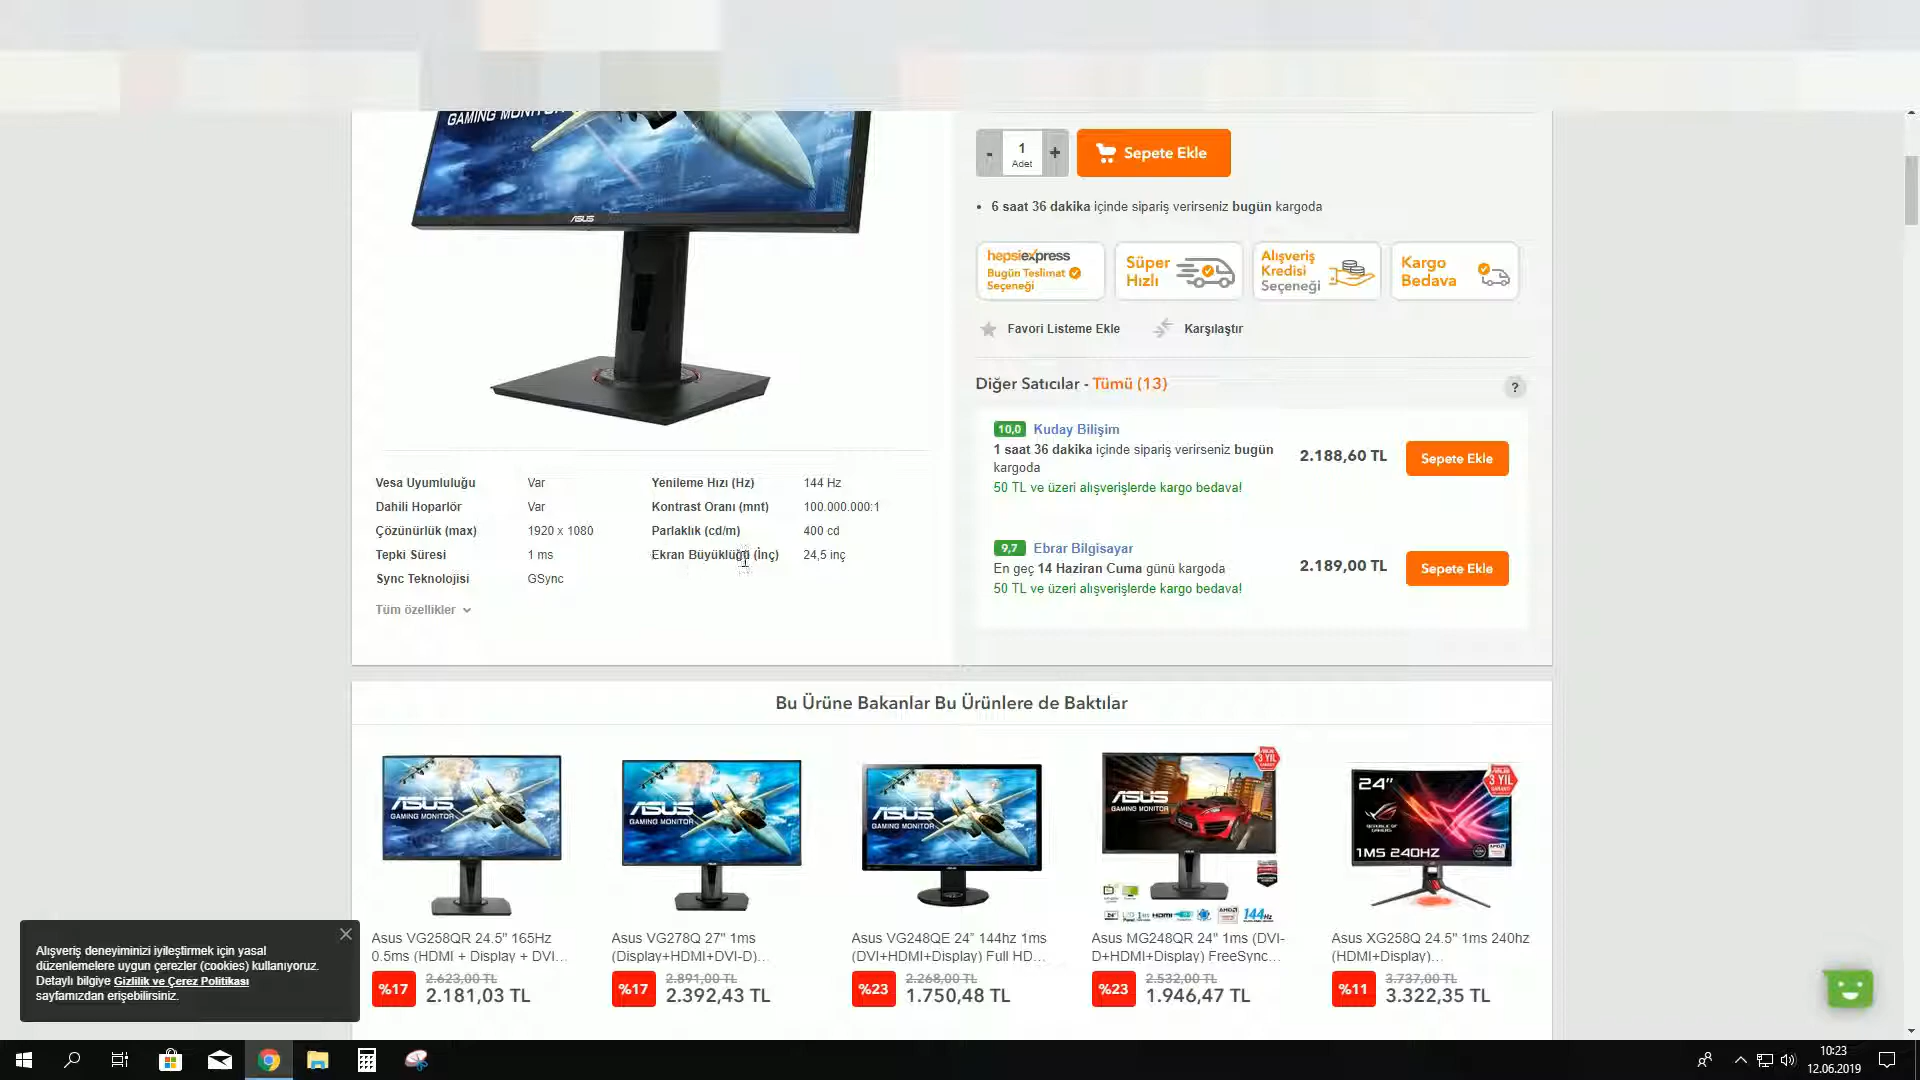 GAMING MONITOR
ASUS
-
1
Adet
+
Sepete Ekle
• 6 saat 36 dakika içinde sipariş verirseniz bugün kargoda
hepsiexpress
Bugün Teslimat
Seçeneği
Süper
Hızlı
Alışveriş
Kredisi
Seçeneği
Kargo
Bedava
Favori Listeme Ekle
Karşılaştır
Diğer Satıcılar - Tümü (13)
?
10,0 Kuday Bilişim
1 saat 36 dakika içinde sipariş verirseniz bugün
kargoda
50 TL ve üzeri alışverişlerde kargo bedava!
2.188,60 TL
Sepete Ekle
9,7 Ebrar Bilgisayar
En geç 14 Haziran Cuma günü kargoda
50 TL ve üzeri alışverişlerde kargo bedava!
2.189,00 TL
Sepete Ekle
Vesa Uyumluluğu Var Yenileme Hızı (Hz) 144 Hz
Dahili Hoparlör Var Kontrast Oranı (mnt) 100.000.000:1
Çözünürlük (max) 1920 x 1080 Parlaklık (cd/m) 400 cd
Tepki Süresi 1 ms Ekran Büyüklüğü (İnç) 24,5 inç
Sync Teknolojisi GSync
Tüm özellikler
Bu Ürüne Bakanlar Bu Ürünlere de Baktılar
ASUS
GAMING MONITOR
Asus VG258QR 24.5" 165Hz
0.5ms (HDMI + Display + DVI...
%17 2.623,00 TL
2.181,03 TL
ASUS
GAMING MONITOR
Asus VG278Q 27" 1ms
(Display+HDMI+DVI-D)...
%17 2.891,00 TL
2.392,43 TL
ASUS
GAMING MONITOR
Asus VG248QE 24” 144hz 1ms
(DVI+HDMI+Display) Full HD...
%23 2.268,00 TL
1.750,48 TL
3 YIL
ASUS
GAMING MONITOR
HDMI
144Hz
Asus MG248QR 24" 1ms (DVI-
D+HDMI+Display) FreeSync...
%23 2.532,00 TL
1.946,47 TL
24”
3 YIL
REPUBLIC OF
GAMERS
1MS 240HZ
Asus XG258Q 24.5" 1ms 240hz
(HDMI+Display)...
%11 3.737,00 TL
3.322,35 TL
Alışveriş deneyiminizi iyileştirmek için yasal
düzenlemelere uygun çerezler (cookies) kullanıyoruz.
Detaylı bilgiye Gizlilik ve Çerez Politikası
sayfamızdan erişebilirsiniz.
10:23
12.06.2019